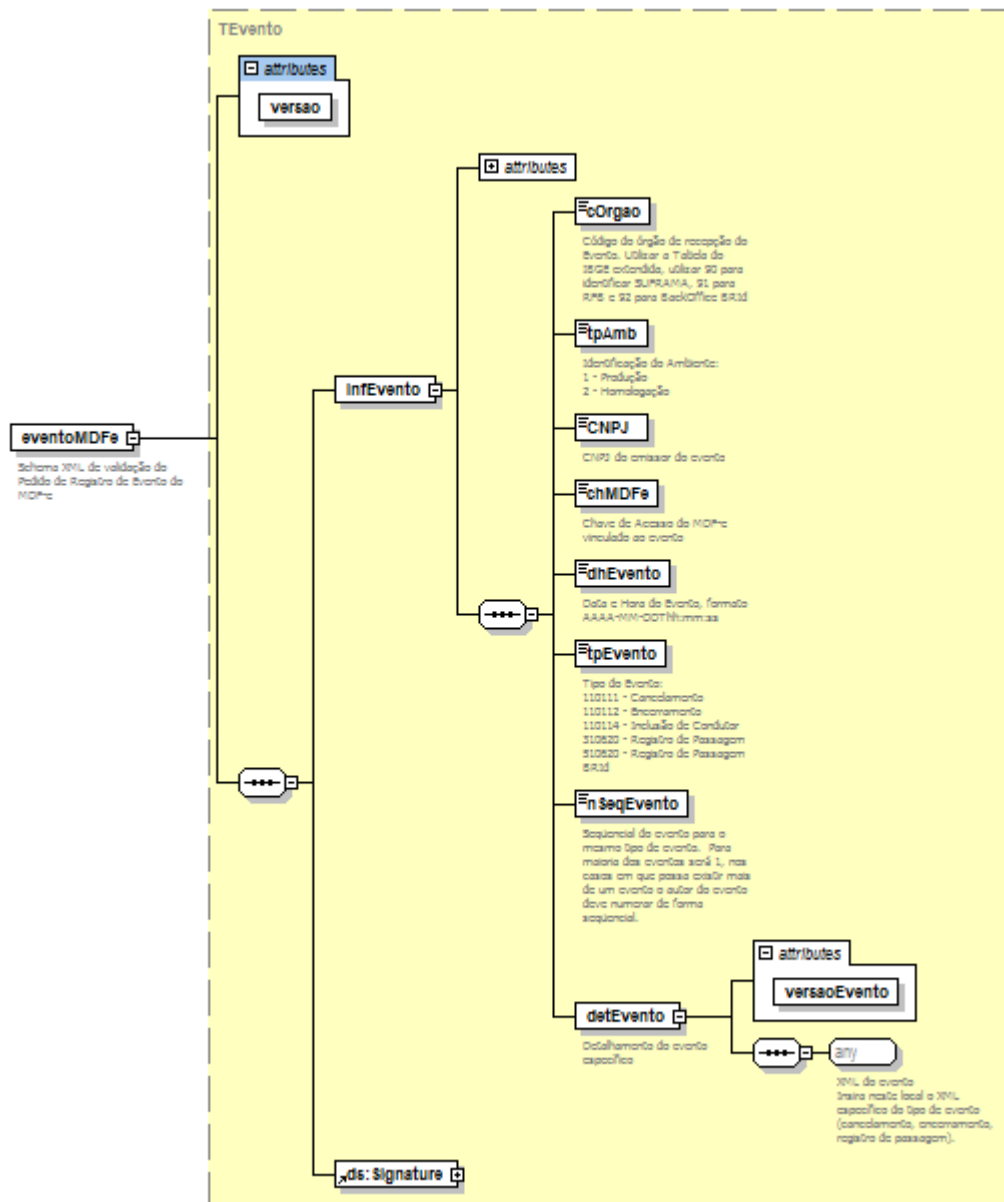 TEvento
attributes
versao
attributes
cOrgao
Código do órgão de recepção do
Evento. Utilizar a Tabela do
IBGE extendida, utilizar 90 para
identificar SUFRAMA, 91 para
RFB e 92 para BackOffice BRId
tpAmb
Identificação do Ambiente:
1 - Produção
2 - Homologação
infEvento
CNPJ
CNPJ do emissor do evento
eventoMDFe
Schema XML de validação do
Pedido de Registro de Evento do
MDF-e
chMDFe
Chave de Acesso do MDF-e
vinculado ao evento
dhEvento
Data e Hora do Evento, formato
AAAA-MM-DDThh:mm:ss
tpEvento
Tipo do Evento:
110111 - Cancelamento
110112 - Encerramento
110114 - Inclusão de Condutor
310620 - Registro de Passagem
510620 - Registro de Passagem
BRId
nSeqEvento
Seqüencial do evento para o
mesmo tipo de evento. Para
maioria dos eventos será 1, nos
casos em que possa existir mais
de um evento o autor do evento
deve numerar de forma
seqüencial.
attributes
versaoEvento
detEvento
Detalhamento do evento
específico
any
XML do evento
Insira neste local o XML
específico do tipo de evento
(cancelamento, encerramento,
registro de passagem).
ds:Signature